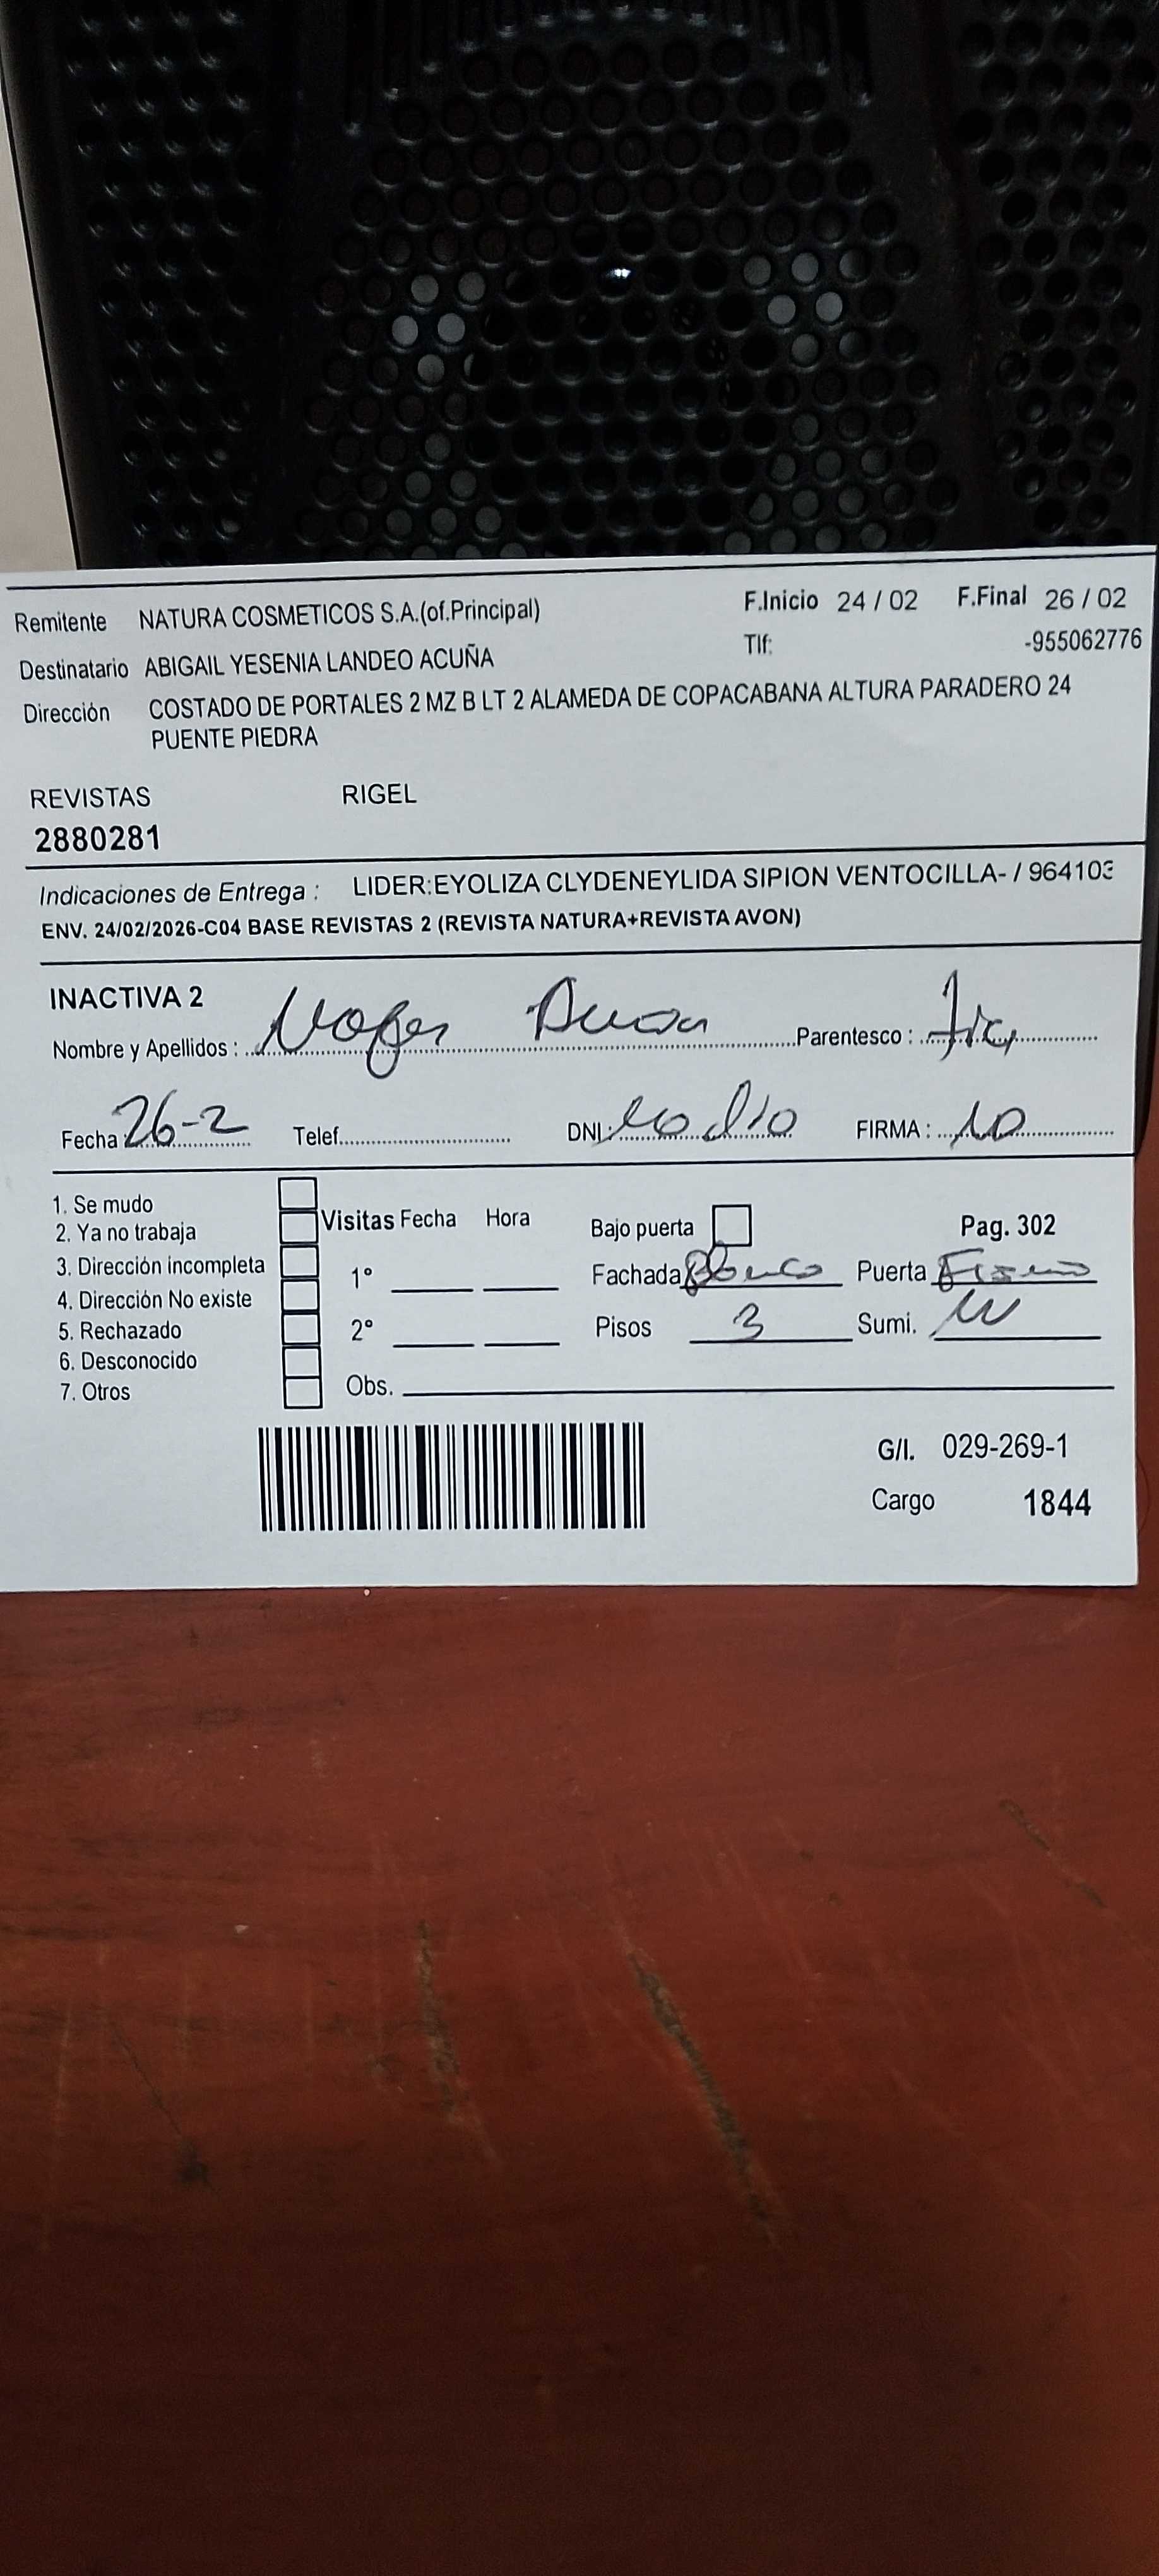 Remitente NATURA COSMETICOS S.A.(of.Principal) F.Inicio 24 / 02 F.Final 26 / 02
Destinatario ABIGAIL YESENIA LANDEO ACUÑA Tlf: -955062776
Dirección COSTADO DE PORTALES 2 MZ B LT 2 ALAMEDA DE COPACABANA ALTURA PARADERO 24
PUENTE PIEDRA
REVISTAS RIGEL
2880281
Indicaciones de Entrega : LIDER:EYOLIZA CLYDENEYLIDA SIPION VENTOCILLA- / 964103
ENV. 24/02/2026-C04 BASE REVISTAS 2 (REVISTA NATURA+REVISTA AVON)
INACTIVA 2
Nombre y Apellidos : Parentesco :
Fecha : 26-2 Telef. DNI : no dio FIRMA :
1. Se mudo
2. Ya no trabaja Visitas Fecha Hora Bajo puerta Pag. 302
3. Dirección incompleta 1° Fachada Blanco Puerta
4. Dirección No existe
5. Rechazado 2° Pisos 3 Sumi.
6. Desconocido
7. Otros Obs.
G/I. 029-269-1
Cargo 1844